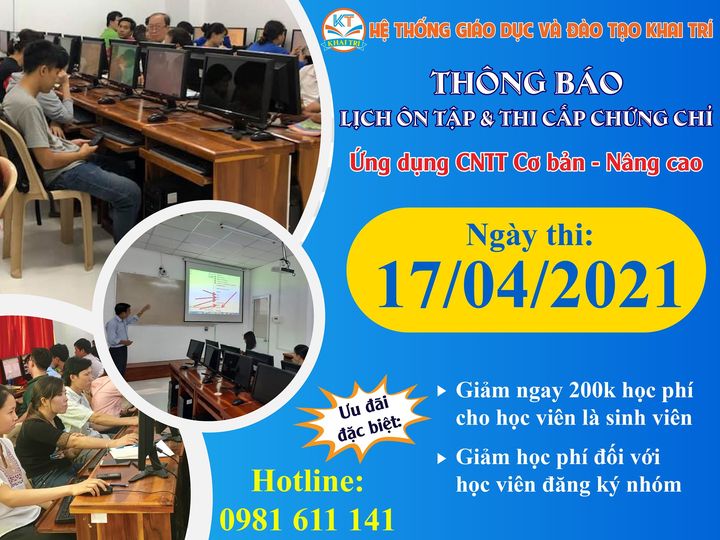 KT
KHAI TRÍ
HỆ THỐNG GIÁO DỤC VÀ ĐÀO TẠO KHAI TRÍ
THÔNG BÁO
LỊCH ÔN TẬP & THI CẤP CHỨNG CHỈ
Ứng dụng CNTT Cơ bản - Nâng cao
Ngày thi:
17/04/2021
Ưu đãi
đặc biệt:
Giảm ngay 200k học phí
cho học viên là sinh viên
Giảm học phí đối với
học viên đăng ký nhóm
Hotline:
0981 611 141